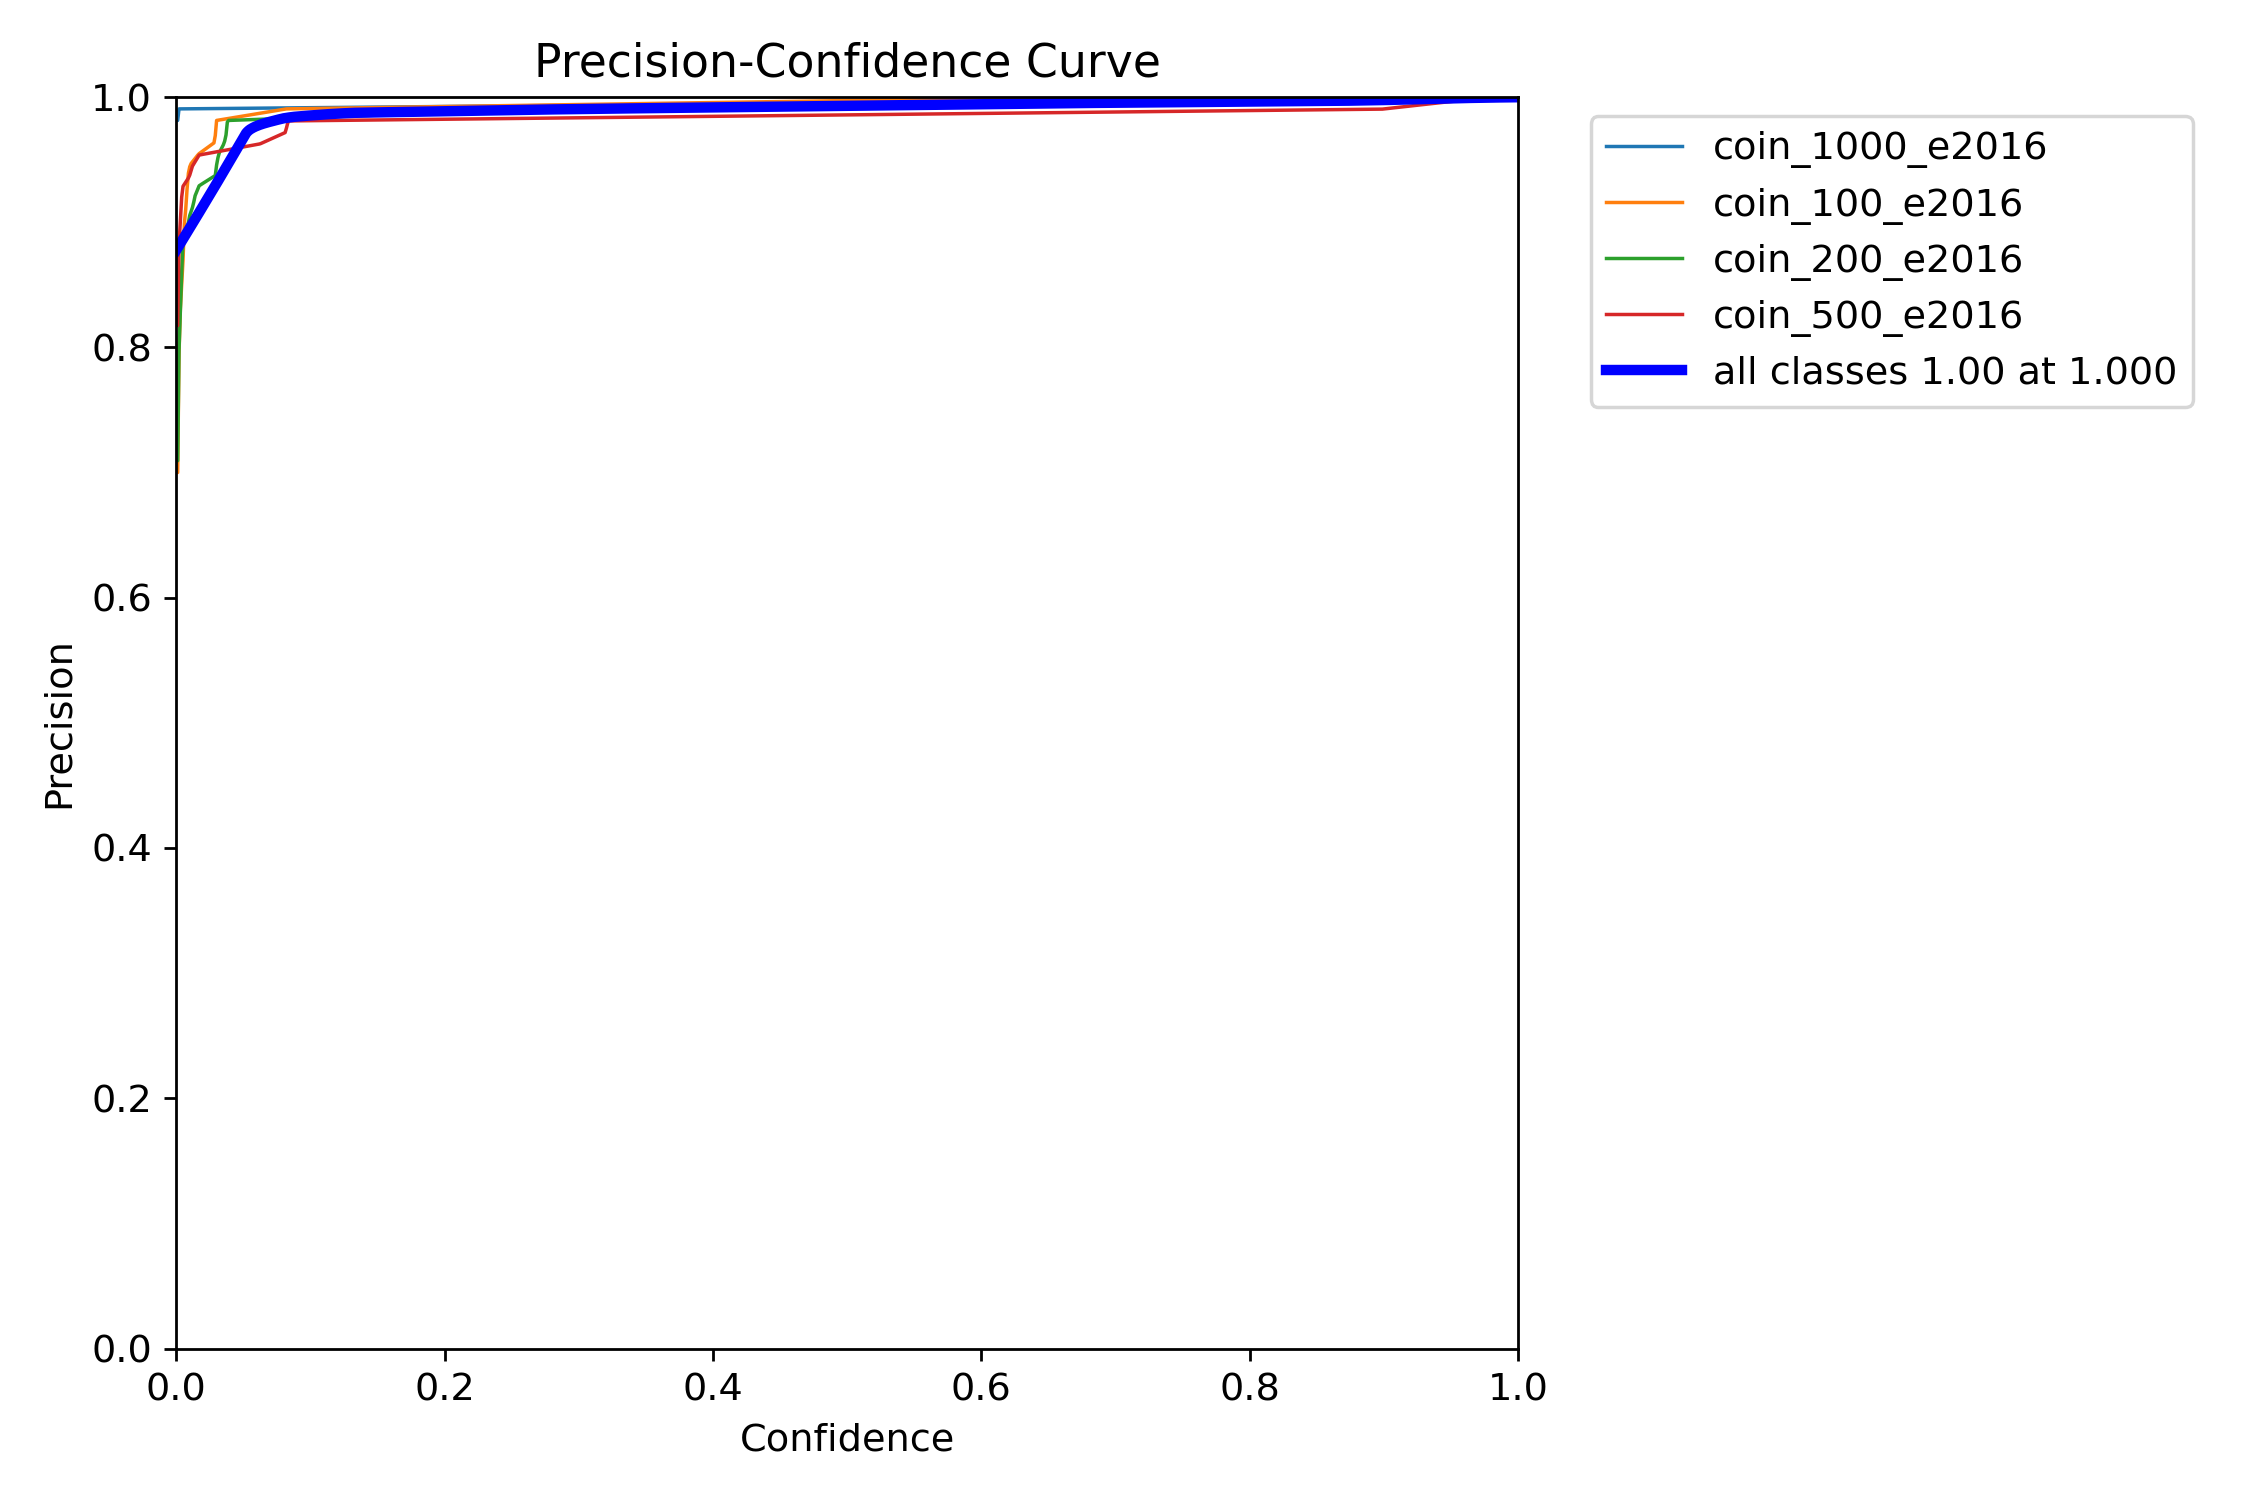 Precision-Confidence Curve
1.0
0.8
0.6
0.4
0.2
0.0
Precision
0.0 0.2 0.4 0.6 0.8 1.0
Confidence
coin_1000_e2016
coin_100_e2016
coin_200_e2016
coin_500_e2016
all classes 1.00 at 1.000